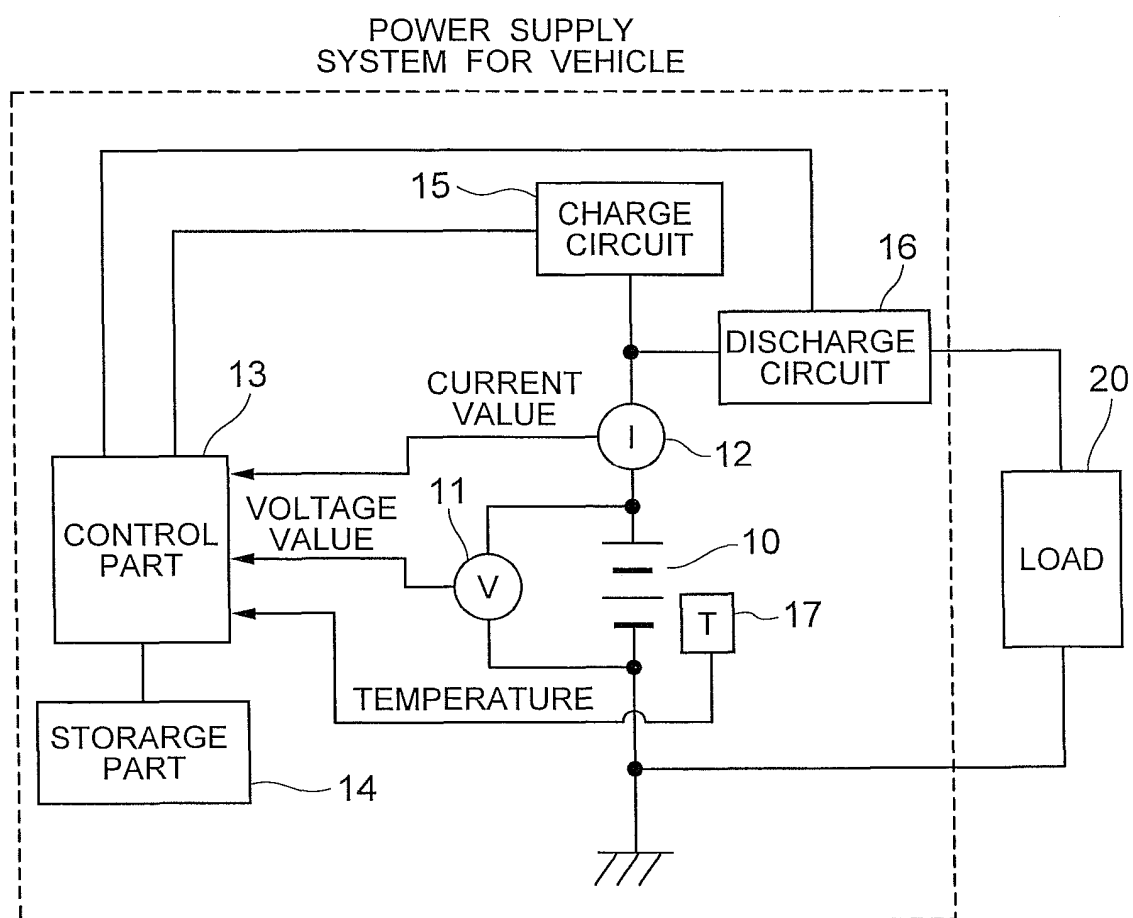 POWER SUPPLY
SYSTEM FOR VEHICLE
15
CHARGE
CIRCUIT
16
DISCHARGE
CIRCUIT
13
CURRENT
VALUE
I
12
20
CONTROL
PART
VOLTAGE
VALUE
11
V
10
LOAD
T
17
TEMPERATURE
STORARGE
PART
14